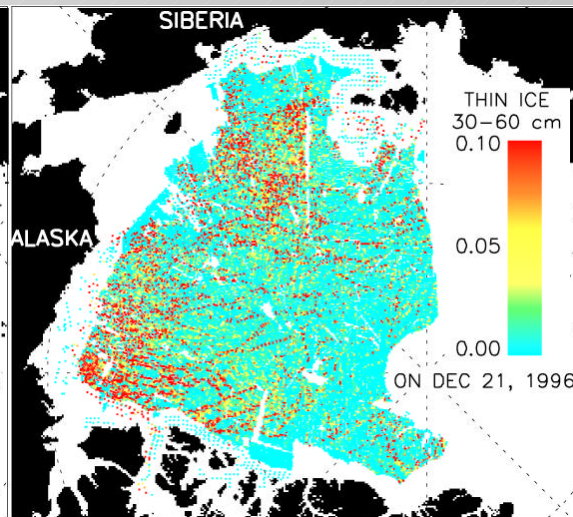 SIBERIA
THIN ICE
30-60 cm
0.10
ALASKA
0.05
0.00
ON DEC 21, 1996